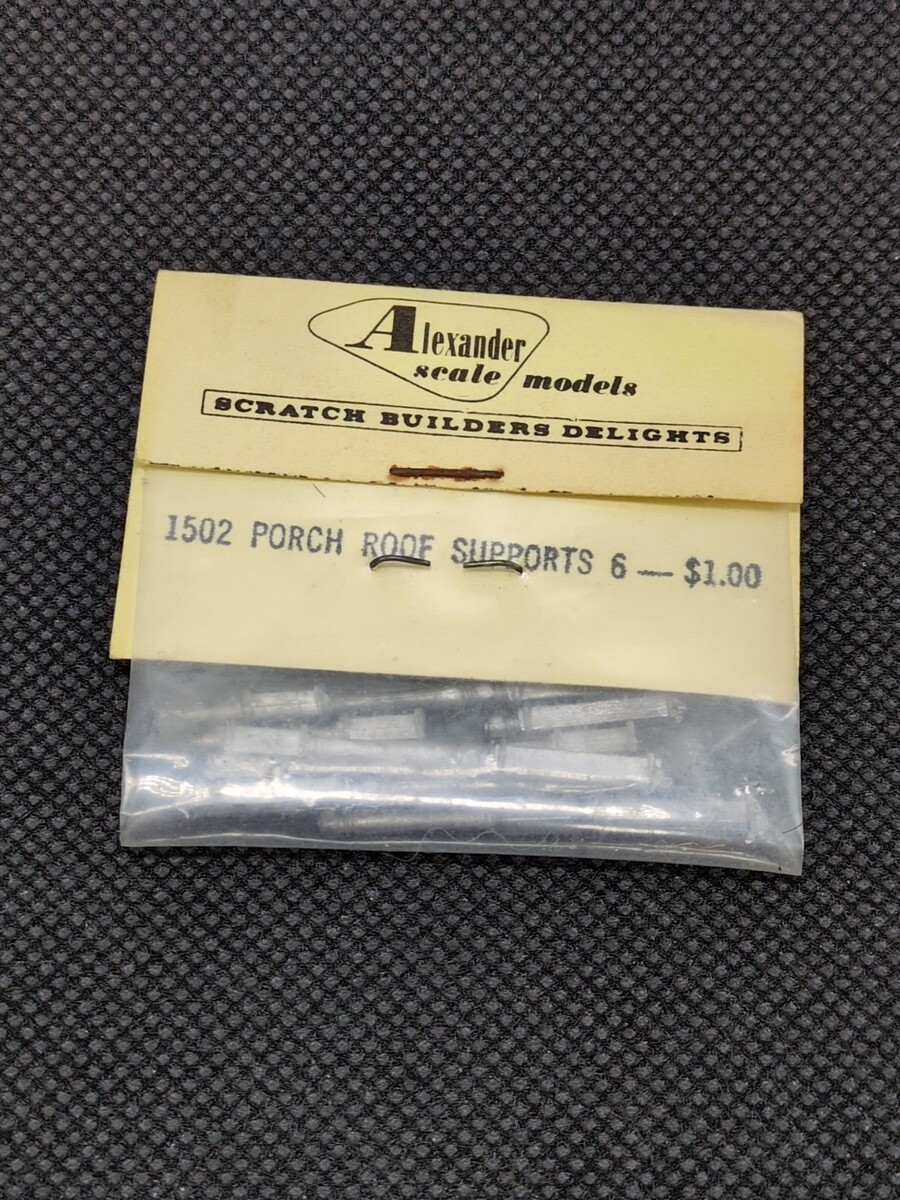 Alexander
scale models
SCRATCH BUILDERS DELIGHTS
1502 PORCH ROOF SUPPORTS 6 — $1.00